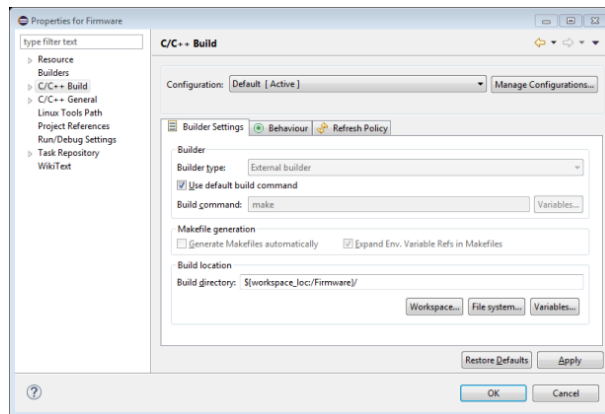 Properties for Firmware
type filter text
Resource
Builders
C/C++ Build
C/C++ General
Linux Tools Path
Project References
Run/Debug Settings
Task Repository
WikiText
C/C++ Build
Configuration: Default [ Active ] Manage Configurations...
Builder Settings Behaviour Refresh Policy
Builder
Builder type: External builder
Use default build command
Build command: make Variables...
Makefile generation
Generate Makefiles automatically Expand Env. Variable Refs in Makefiles
Build location
Build directory: ${workspace_loc:/Firmware}/
Workspace... File system... Variables...
Restore Defaults Apply
OK Cancel